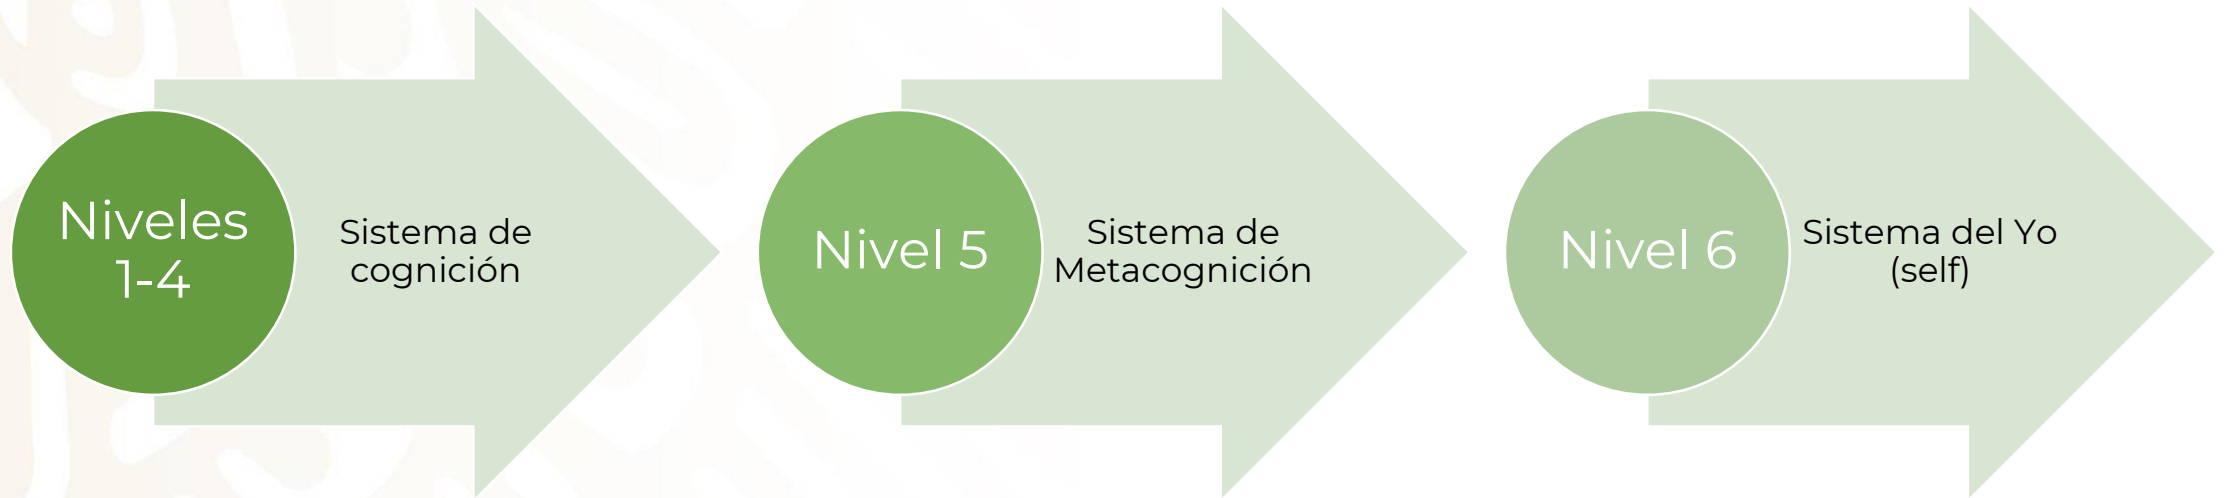 Niveles
1-4
Sistema de
cognición
Nivel 5
Sistema de
Metacognición
Nivel 6
Sistema del Yo
(self)